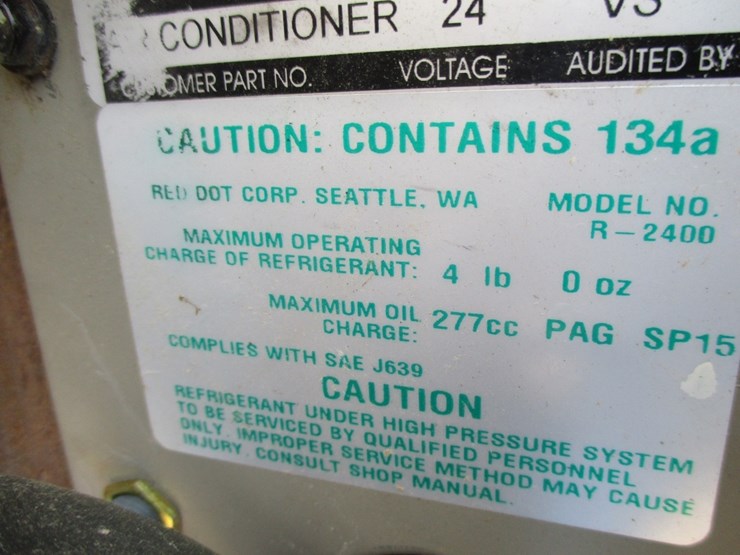 CONDITIONER 24 VS
CUSTOMER PART NO. VOLTAGE AUDITED BY
CAUTION: CONTAINS 134a
RED DOT CORP. SEATTLE, WA
MODEL NO.
R-2400
MAXIMUM OPERATING
CHARGE OF REFRIGERANT: 4 lb 0 oz
MAXIMUM OIL
CHARGE: 277cc PAG SP15
COMPLIES WITH SAE J639
CAUTION
REFRIGERANT UNDER HIGH PRESSURE SYSTEM
TO BE SERVICED BY QUALIFIED PERSONNEL
ONLY. IMPROPER SERVICE METHOD MAY CAUSE
INJURY. CONSULT SHOP MANUAL.